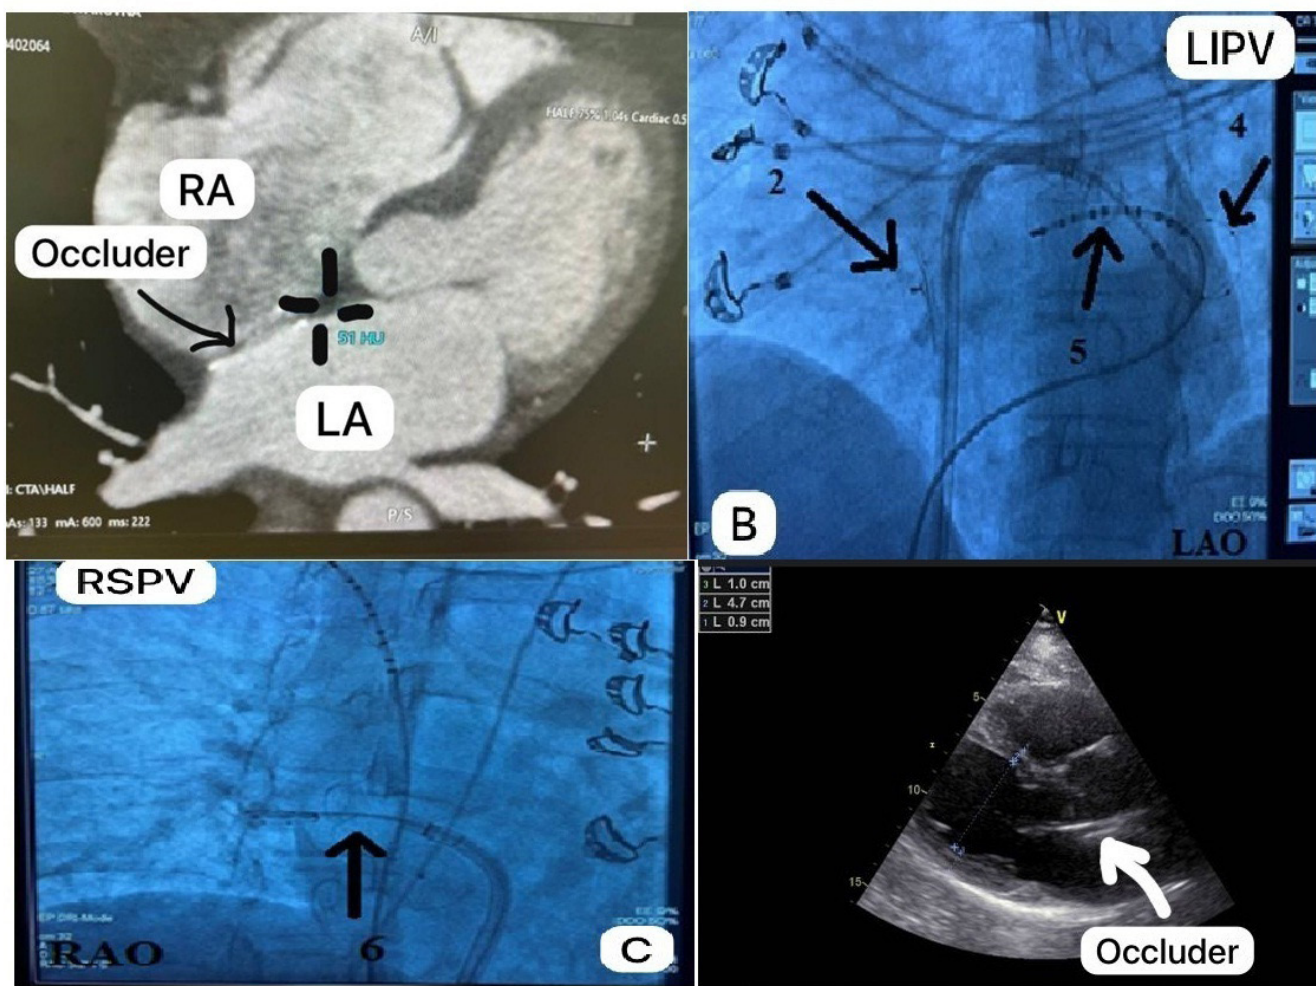 402064
A/I
HALF 75% 1.04s Cardiac 0.5
RA
Occluder
51 HU
LA
: CTA\HALF
As: 133 mA: 600 ms: 222
P/S
LIPV
4
2
5
B
LAO
RSPV
6
RAO
C
3 L 1.0 cm
2 L 4.7 cm
1 L 0.9 cm
V
5
10
15
Occluder